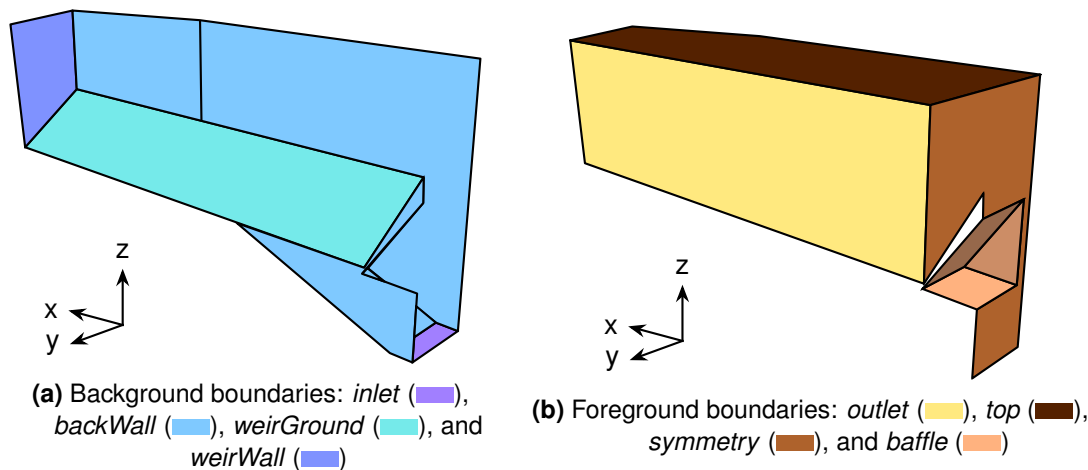 z
x
y
(a) Background boundaries: inlet ( ),
backWall ( ), weirGround ( ), and
weirWall ( )
z
x
y
(b) Foreground boundaries: outlet ( ), top ( ),
symmetry ( ), and baffle ( )